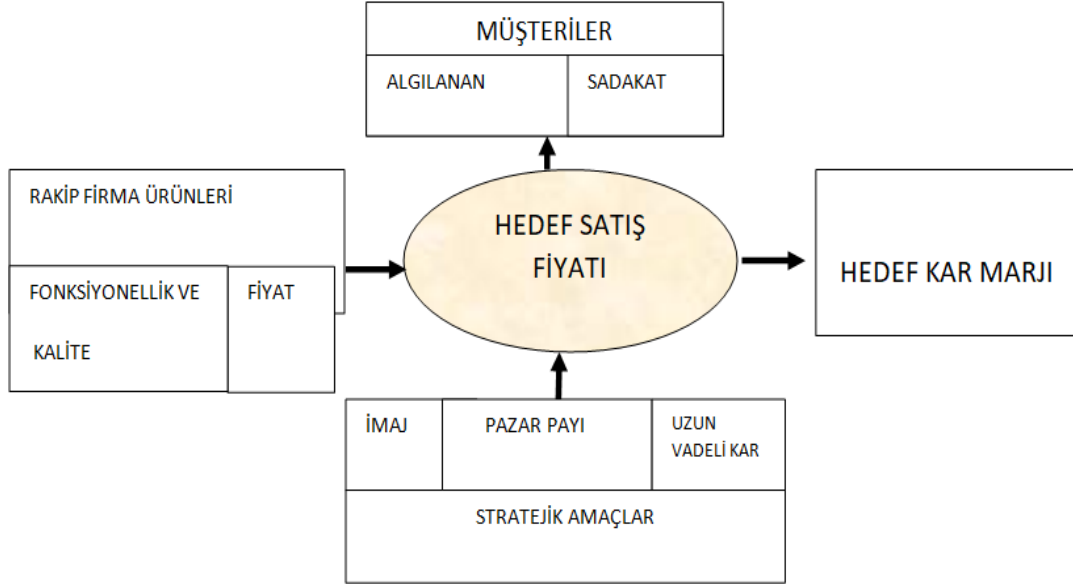 MÜŞTERİLER
ALGILANAN
SADAKAT
RAKİP FİRMA ÜRÜNLERİ
FONKSİYONELLİK VE
KALİTE
FİYAT
HEDEF SATIŞ
FİYATI
HEDEF KAR MARJI
İMAJ
PAZAR PAYI
UZUN
VADELİ KAR
STRATEJİK AMAÇLAR